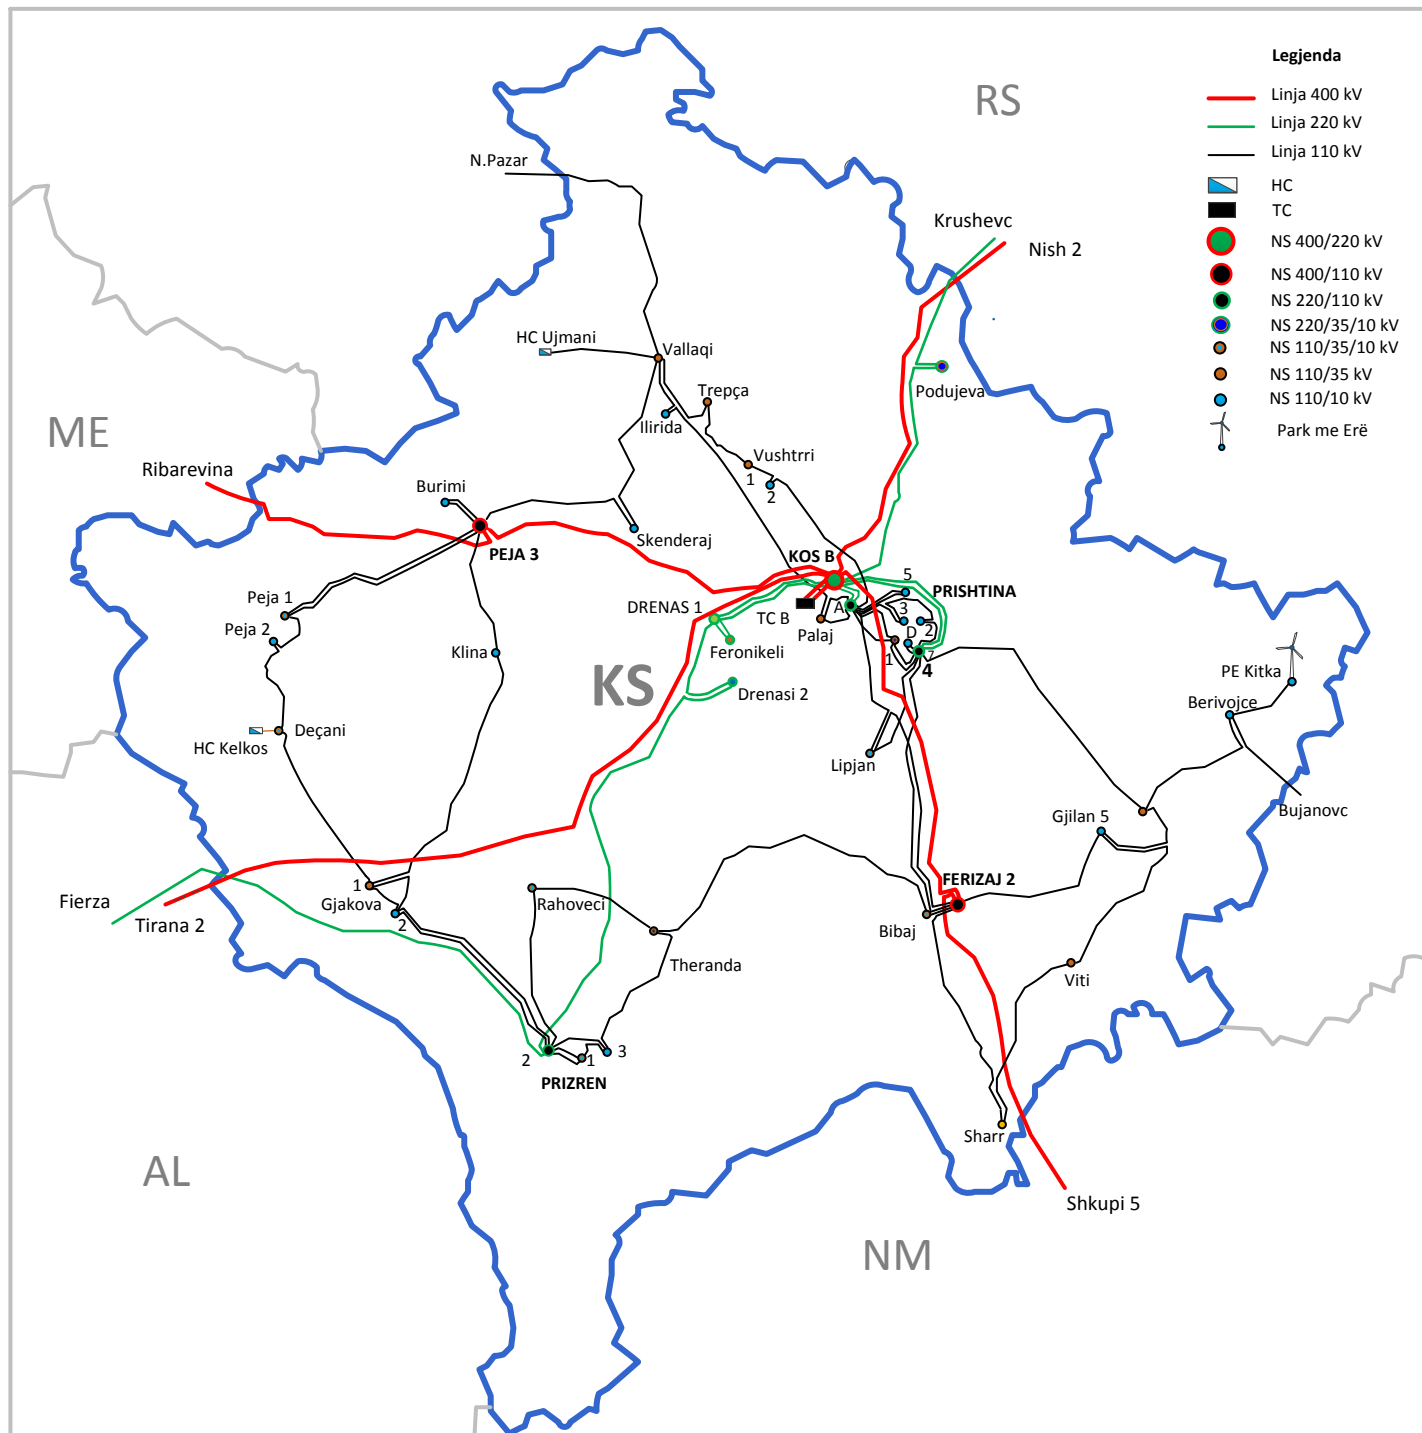 Legjenda
Linja 400 kV
Linja 220 kV
Linja 110 kV
HC
TC
NS 400/220 kV
NS 400/110 kV
NS 220/110 kV
NS 220/35/10 kV
NS 110/35/10 kV
NS 110/35 kV
NS 110/10 kV
Park me Erë
RS
N.Pazar
Krushevc
Nish 2
HC Ujmani
Vallaqi
Podujeva
Trepça
Ilirida
ME
Ribarevina
Burimi
Vushtrri
1
2
Skenderaj
PEJA 3
KOS B
5
PRISHTINA
Peja 1
DRENAS 1
TC B
A
3
Palaj
D
2
Peja 2
Feronikeli
1
7
4
Klina
KS
Drenasi 2
PE Kitka
Berivojce
HC Kelkos
Deçani
Lipjan
Bujanovc
Gjilan 5
1
Gjakova
2
FERIZAJ 2
Fierza
Tirana 2
Rahoveci
Bibaj
Theranda
Viti
2
1
3
PRIZREN
Sharr
AL
Shkupi 5
NM